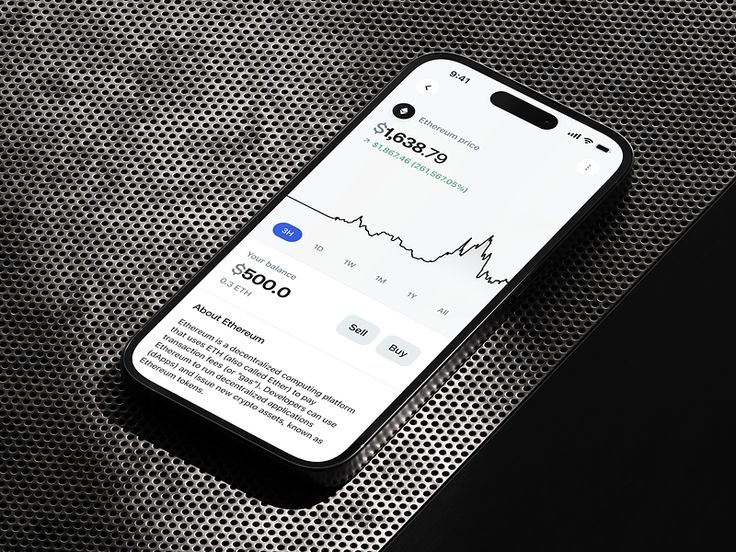 9:41
Ethereum price
$1,638.79
↗ $1,867.46 (261,567.05%)
3H
1D
1W
1M
1Y
All
Your balance
$500.0
0.3 ETH
Sell
Buy
About Ethereum
Ethereum is a decentralized computing platform
that uses ETH (also called Ether) to pay
transaction fees (or "gas"). Developers can use
Ethereum to run decentralized applications
(dApps) and issue new crypto assets, known as
Ethereum tokens.